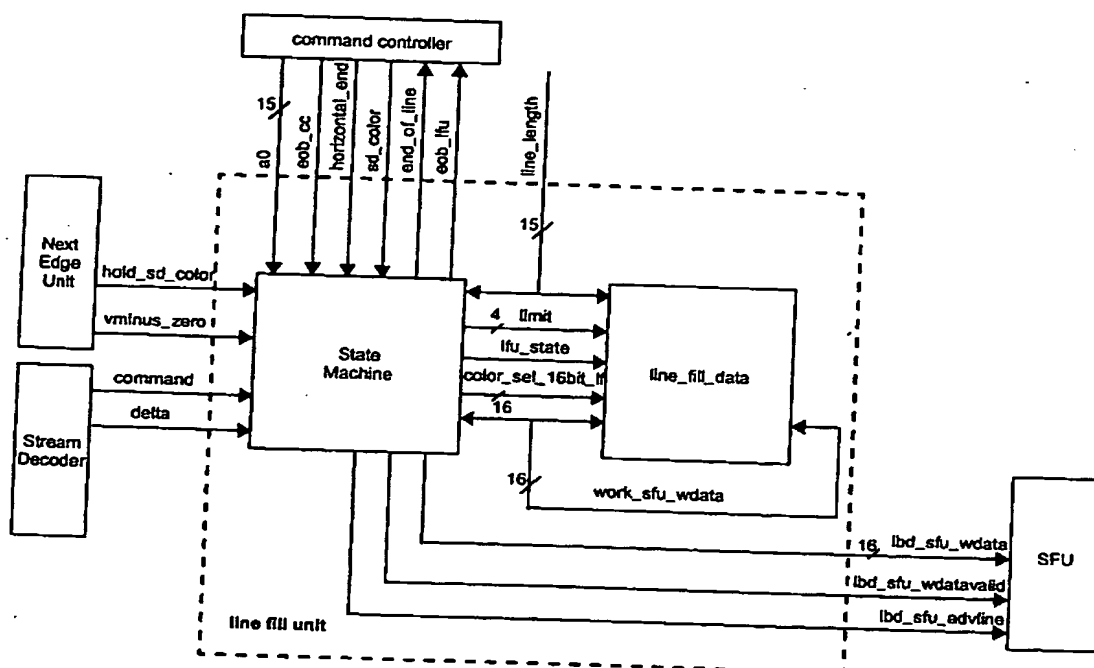 command controller
15
a0
eob_cc
horizontal_end
sd_color
end_of_line
eob_lfu
line_length
15
Next
Edge
Unit
hold_sd_color
vminus_zero
State
Machine
4
limit
lfu_state
color_sel_16bit_lf
16
line_fill_data
command
delta
Stream
Decoder
16
work_sfu_wdata
16
lbd_sfu_wdata
lbd_sfu_wdatavalid
lbd_sfu_advline
SFU
line fill unit